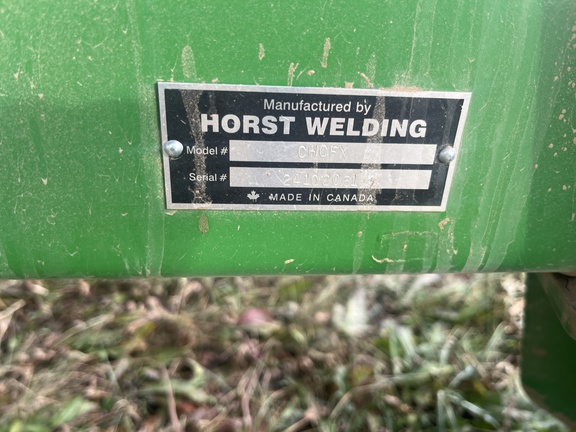 Manufactured by
HORST WELDING
Model #
Serial #
MADE IN CANADA